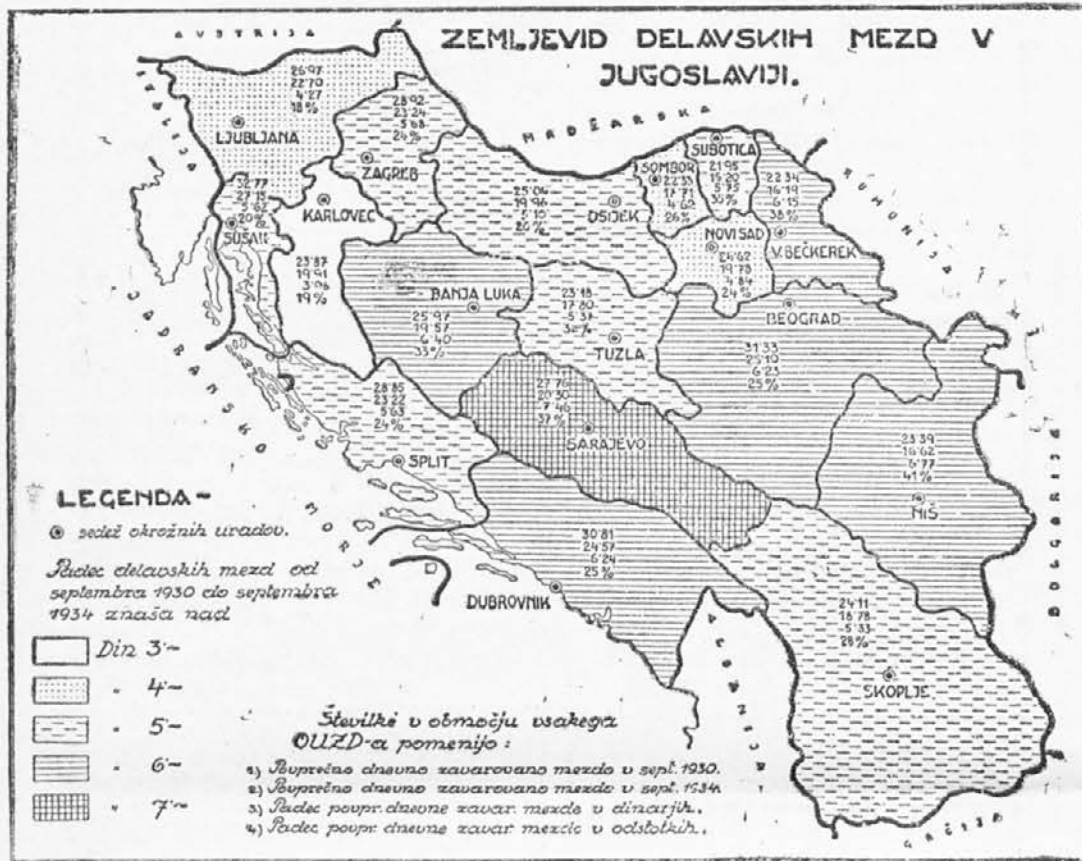 ZEMLJEVID DELAVSKIH MEZD V
JUGOSLAVIJI.
AVSTRIJA
ITALIJA
MADŽARSKA
RUMUNIJA
BOLGARIJA
GRČIJA
ALBANIJA
JADRANSKO MORJE
26·97
22·70
4·27
18%
LJUBLJANA
28·92
23·24
5·68
24%
ZAGREB
32·77
27·15
5·62
20%
SUŠAK
KARLOVEC
23·87
19·91
3·96
19%
25·04
19·96
5·10
26%
OSIJEK
SOMBOR
22·33
17·71
4·62
26%
SUBOTICA
21·95
15·20
5·75
35%
22·34
16·19
6·15
38%
V. BEČKEREK
NOVI SAD
24·62
19·78
4·84
24%
BANJA LUKA
25·97
19·57
6·40
33%
23·18
17·80
5·37
TUZLA
BEOGRAD
31·33
25·10
6·23
25%
28·85
23·22
5·63
24%
SPLIT
27·76
20·30
7·46
37%
SARAJEVO
23·39
16·62
6·77
41%
NIŠ
30·81
24·57
6·24
25%
DUBROVNIK
24·11
18·78
5·33
28%
SKOPLJE
LEGENDA~
sedež okrožnih uradov.
Padec delavskih mezd od
septembra 1930 do septembra
1934 znaša nad
Din 3·~
" 4·~
" 5·~
" 6·~
" 7·~
Številke v območju vsakega
OUZD-a pomenijo:
1) Povprečno dnevno zavarovano mezdo v sept. 1930.
2) Povprečno dnevno zavarovano mezdo v sept. 1934.
3) Padec povpr. dnevne zavar. mezde v dinarjih.
4) Padec povpr. dnevne zavar. mezde v odstotkih.